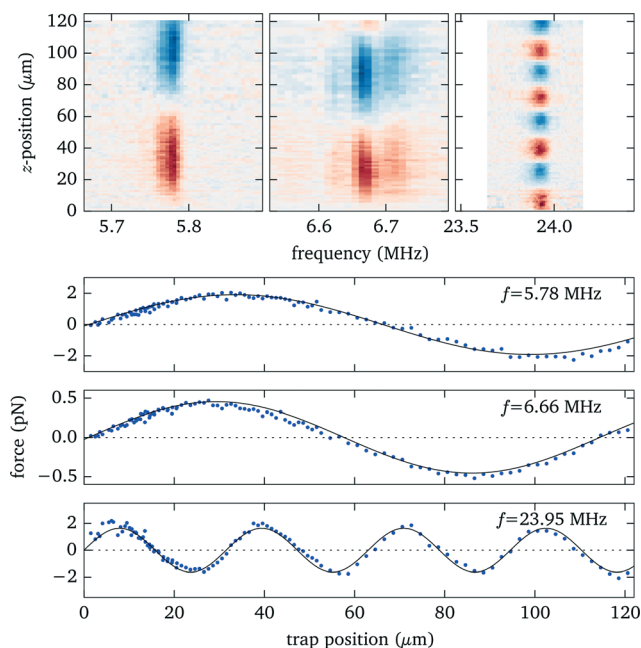 120
100
80
60
40
20
0
z-position (μm)
5.7 5.8 6.6 6.7 23.5 24.0
frequency (MHz)
2
0
−2
f=5.78 MHz
0.5
0.0
−0.5
f=6.66 MHz
force (pN)
2
0
−2
f=23.95 MHz
0 20 40 60 80 100 120
trap position (μm)